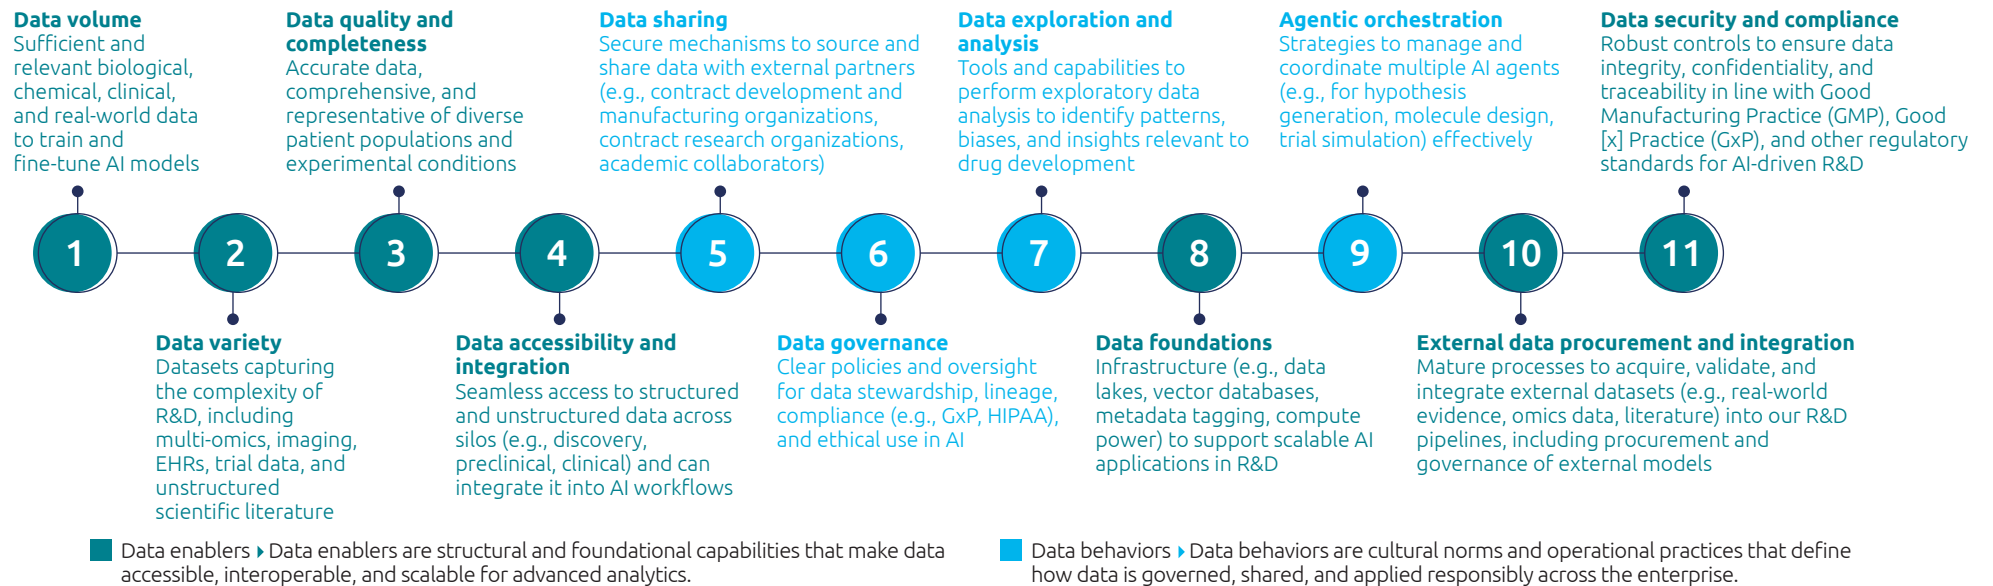 Data volume
Sufficient and
relevant biological,
chemical, clinical,
and real-world data
to train and
fine-tune AI models
Data quality and
completeness
Accurate data,
comprehensive, and
representative of diverse
patient populations and
experimental conditions
Data sharing
Secure mechanisms to source and
share data with external partners
(e.g., contract development and
manufacturing organizations,
contract research organizations,
academic collaborators)
Data exploration and
analysis
Tools and capabilities to
perform exploratory data
analysis to identify patterns,
biases, and insights relevant to
drug development
Agentic orchestration
Strategies to manage and
coordinate multiple AI agents
(e.g., for hypothesis
generation, molecule design,
trial simulation) effectively
Data security and compliance
Robust controls to ensure data
integrity, confidentiality, and
traceability in line with Good
Manufacturing Practice (GMP), Good
[x] Practice (GxP), and other regulatory
standards for AI-driven R&D
1
2
3
4
5
6
7
8
9
10
11
Data variety
Datasets capturing
the complexity of
R&D, including
multi-omics, imaging,
EHRs, trial data, and
unstructured
scientific literature
Data accessibility and
integration
Seamless access to structured
and unstructured data across
silos (e.g., discovery,
preclinical, clinical) and can
integrate it into AI workflows
Data governance
Clear policies and oversight
for data stewardship, lineage,
compliance (e.g., GxP, HIPAA),
and ethical use in AI
Data foundations
Infrastructure (e.g., data
lakes, vector databases,
metadata tagging, compute
power) to support scalable AI
applications in R&D
External data procurement and integration
Mature processes to acquire, validate, and
integrate external datasets (e.g., real-world
evidence, omics data, literature) into our R&D
pipelines, including procurement and
governance of external models
Data enablers ▸ Data enablers are structural and foundational capabilities that make data
accessible, interoperable, and scalable for advanced analytics.
Data behaviors ▸ Data behaviors are cultural norms and operational practices that define
how data is governed, shared, and applied responsibly across the enterprise.